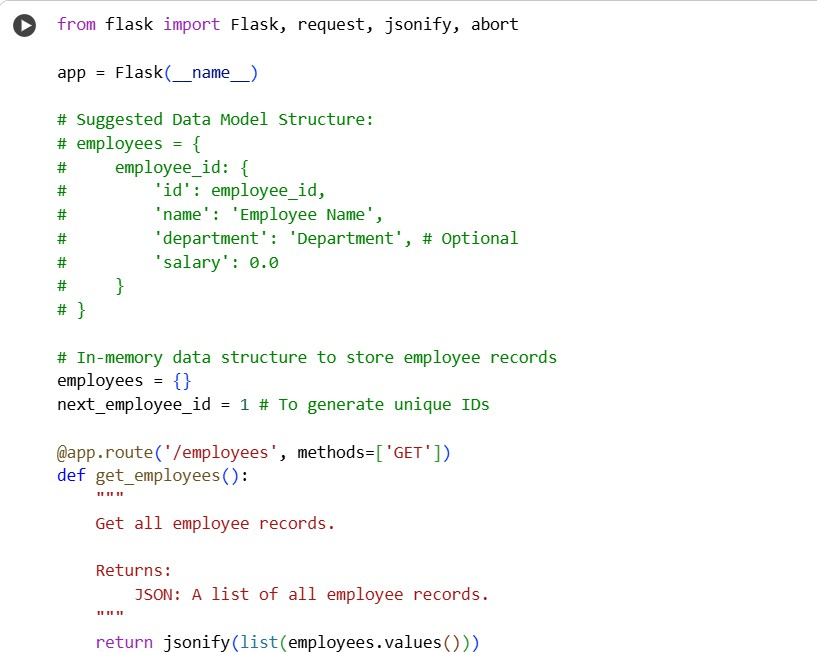 from flask import Flask, request, jsonify, abort

app = Flask(__name__)

# Suggested Data Model Structure:
# employees = {
#     employee_id: {
#         'id': employee_id,
#         'name': 'Employee Name',
#         'department': 'Department', # Optional
#         'salary': 0.0
#     }
# }

# In-memory data structure to store employee records
employees = {}
next_employee_id = 1 # To generate unique IDs

@app.route('/employees', methods=['GET'])
def get_employees():
    """
    Get all employee records.

    Returns:
        JSON: A list of all employee records.
    """
    return jsonify(list(employees.values()))